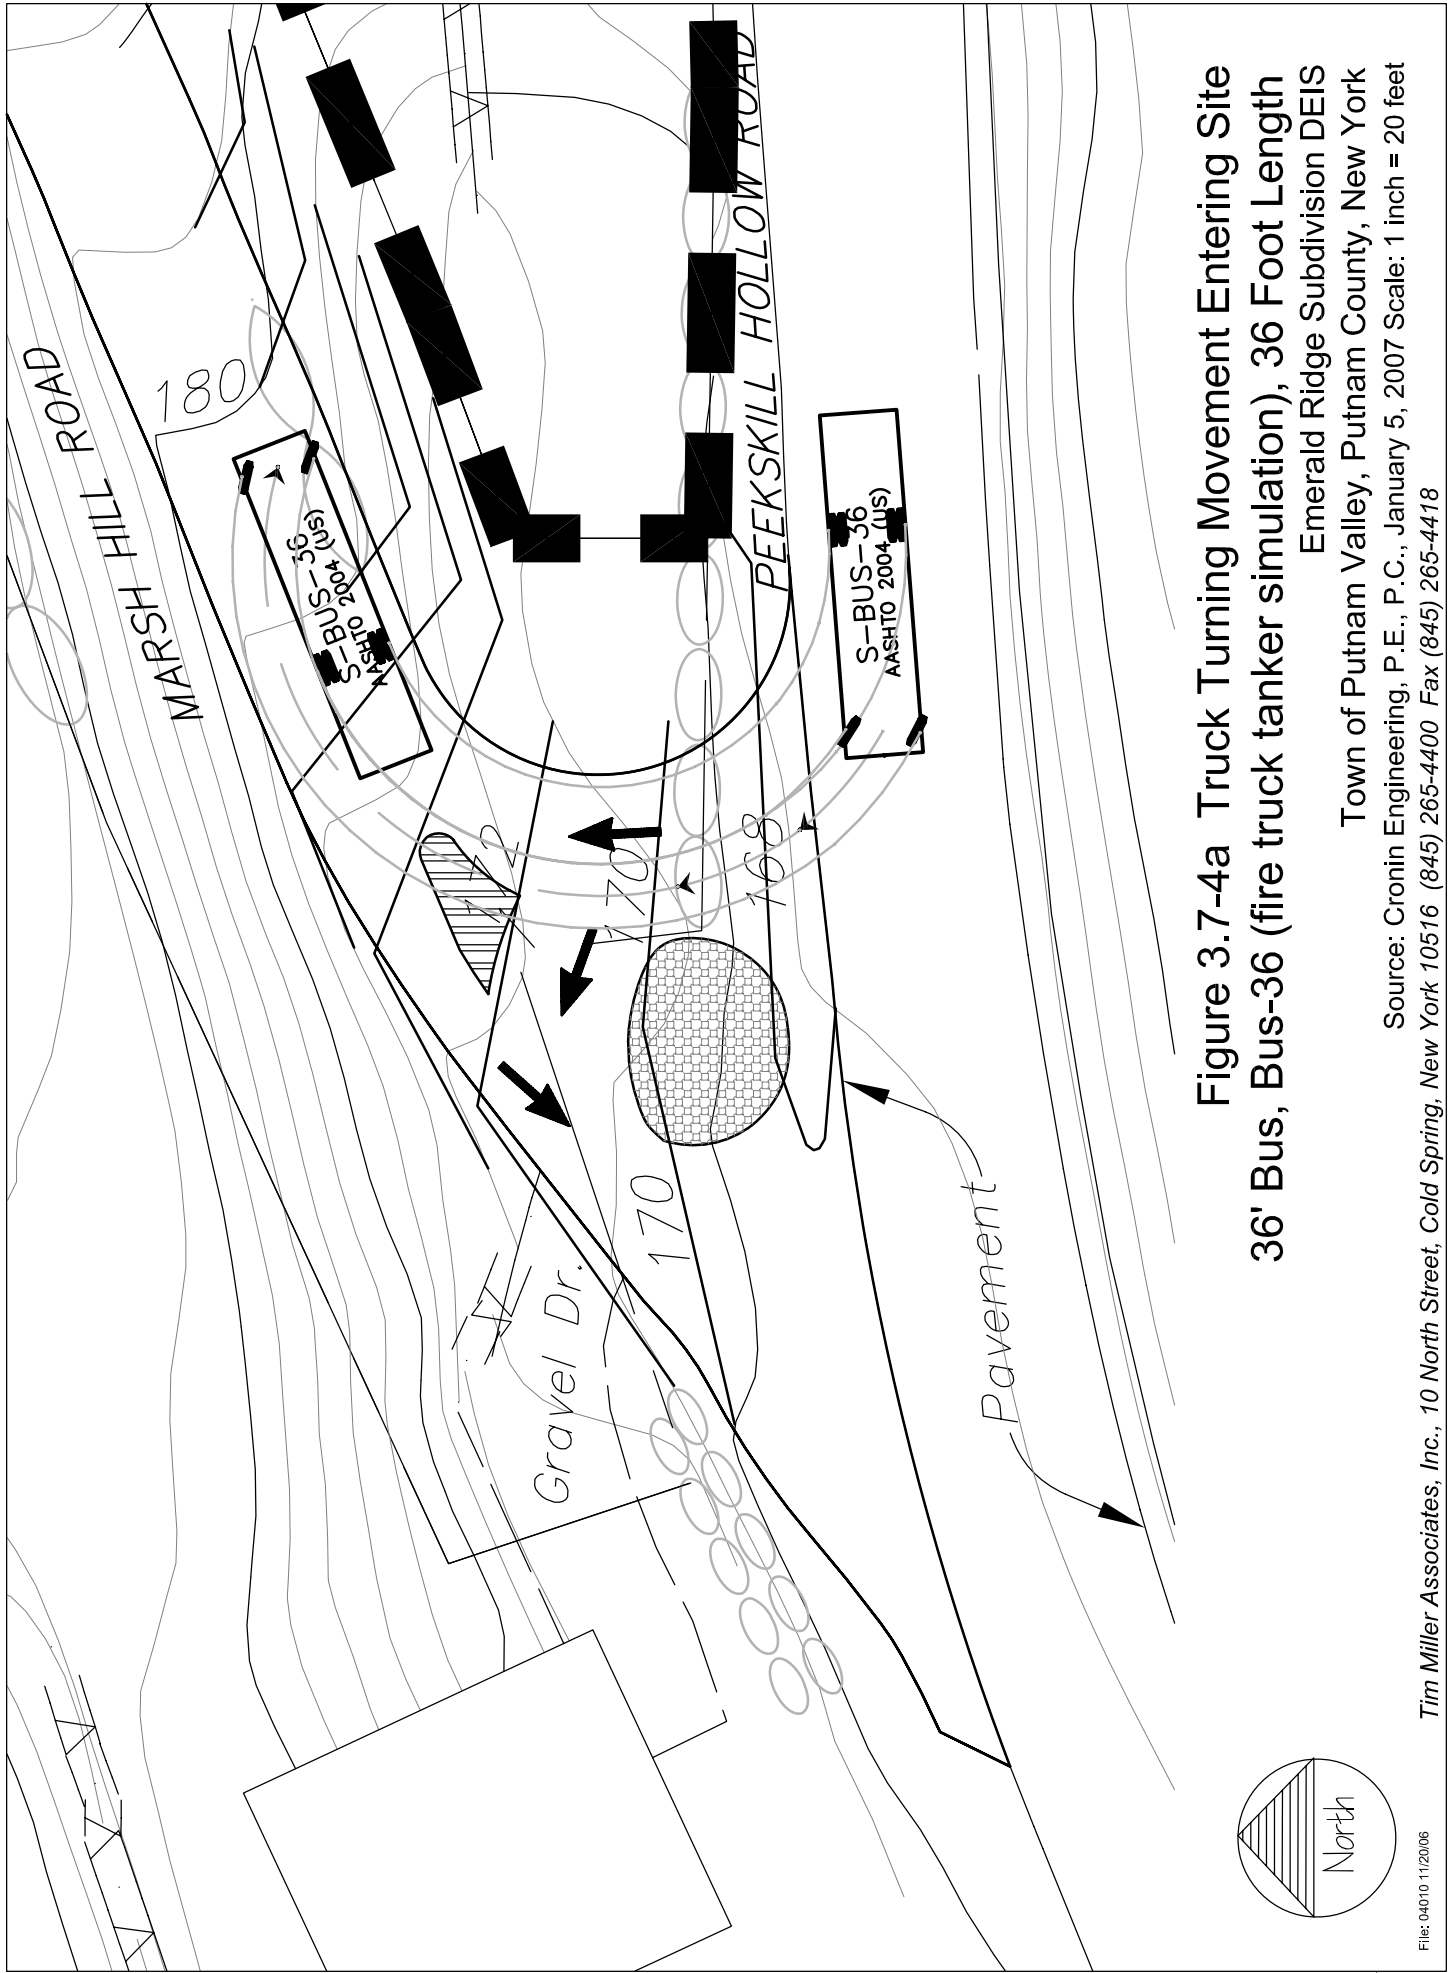 MARSH HILL ROAD
180
S-BUS-36
AASHTO 2004 (US)
PEEKSKILL HOLLOW ROAD
S-BUS-36
AASHTO 2004 (US)
172
170
168
170
Gravel Dr.
Pavement
North
Figure 3.7-4a Truck Turning Movement Entering Site
36' Bus, Bus-36 (fire truck tanker simulation), 36 Foot Length
Emerald Ridge Subdivision DEIS
Town of Putnam Valley, Putnam County, New York
Source: Cronin Engineering, P.E., P.C., January 5, 2007 Scale: 1 inch = 20 feet
File: 04010 11/20/06
Tim Miller Associates, Inc., 10 North Street, Cold Spring, New York 10516 (845) 265-4400 Fax (845) 265-4418